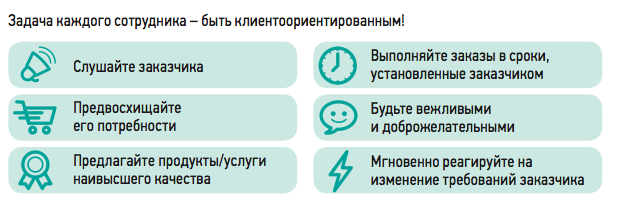 Задача каждого сотрудника – быть клиентоориентированным!
Слушайте заказчика
Выполняйте заказы в сроки,
установленные заказчиком
Предвосхищайте
его потребности
Будьте вежливыми
и доброжелательными
Предлагайте продукты/услуги
наивысшего качества
Мгновенно реагируйте на
изменение требований заказчика